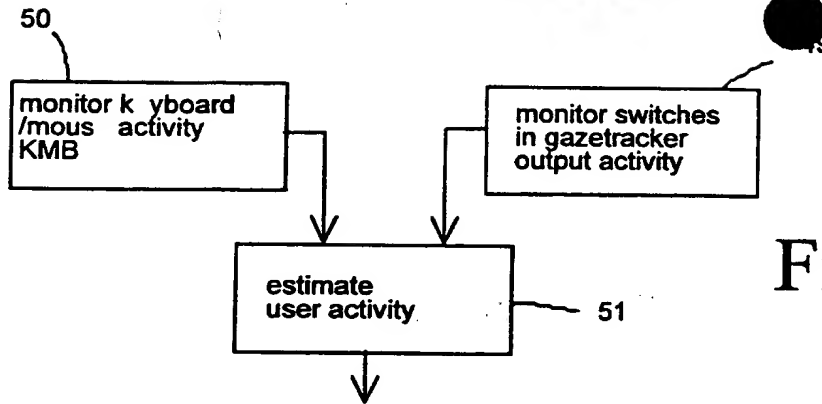 50
monitor k yboard
/mous activity
KMB
monitor switches
in gazetracker
output activity
estimate
user activity
51